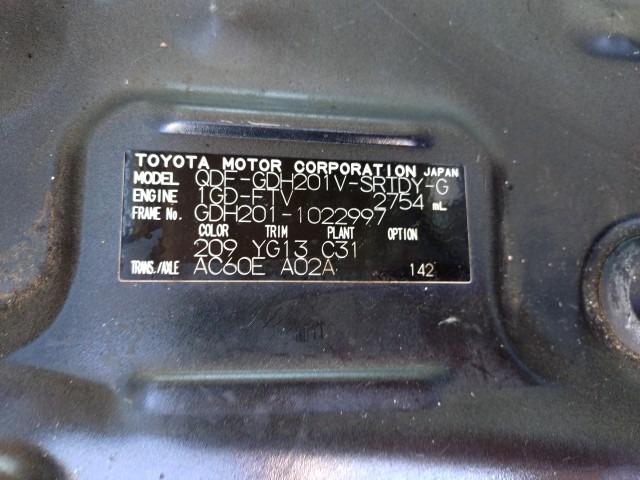 TOYOTA MOTOR CORPORATION JAPAN
MODEL QDF-GDH201V-SRTDY-G
ENGINE 1GD-FTV 2754 mL
FRAME No. GDH201-1022997
COLOR TRIM PLANT OPTION
209 YG13 C31
TRANS./AXLE AC60E A02A 142